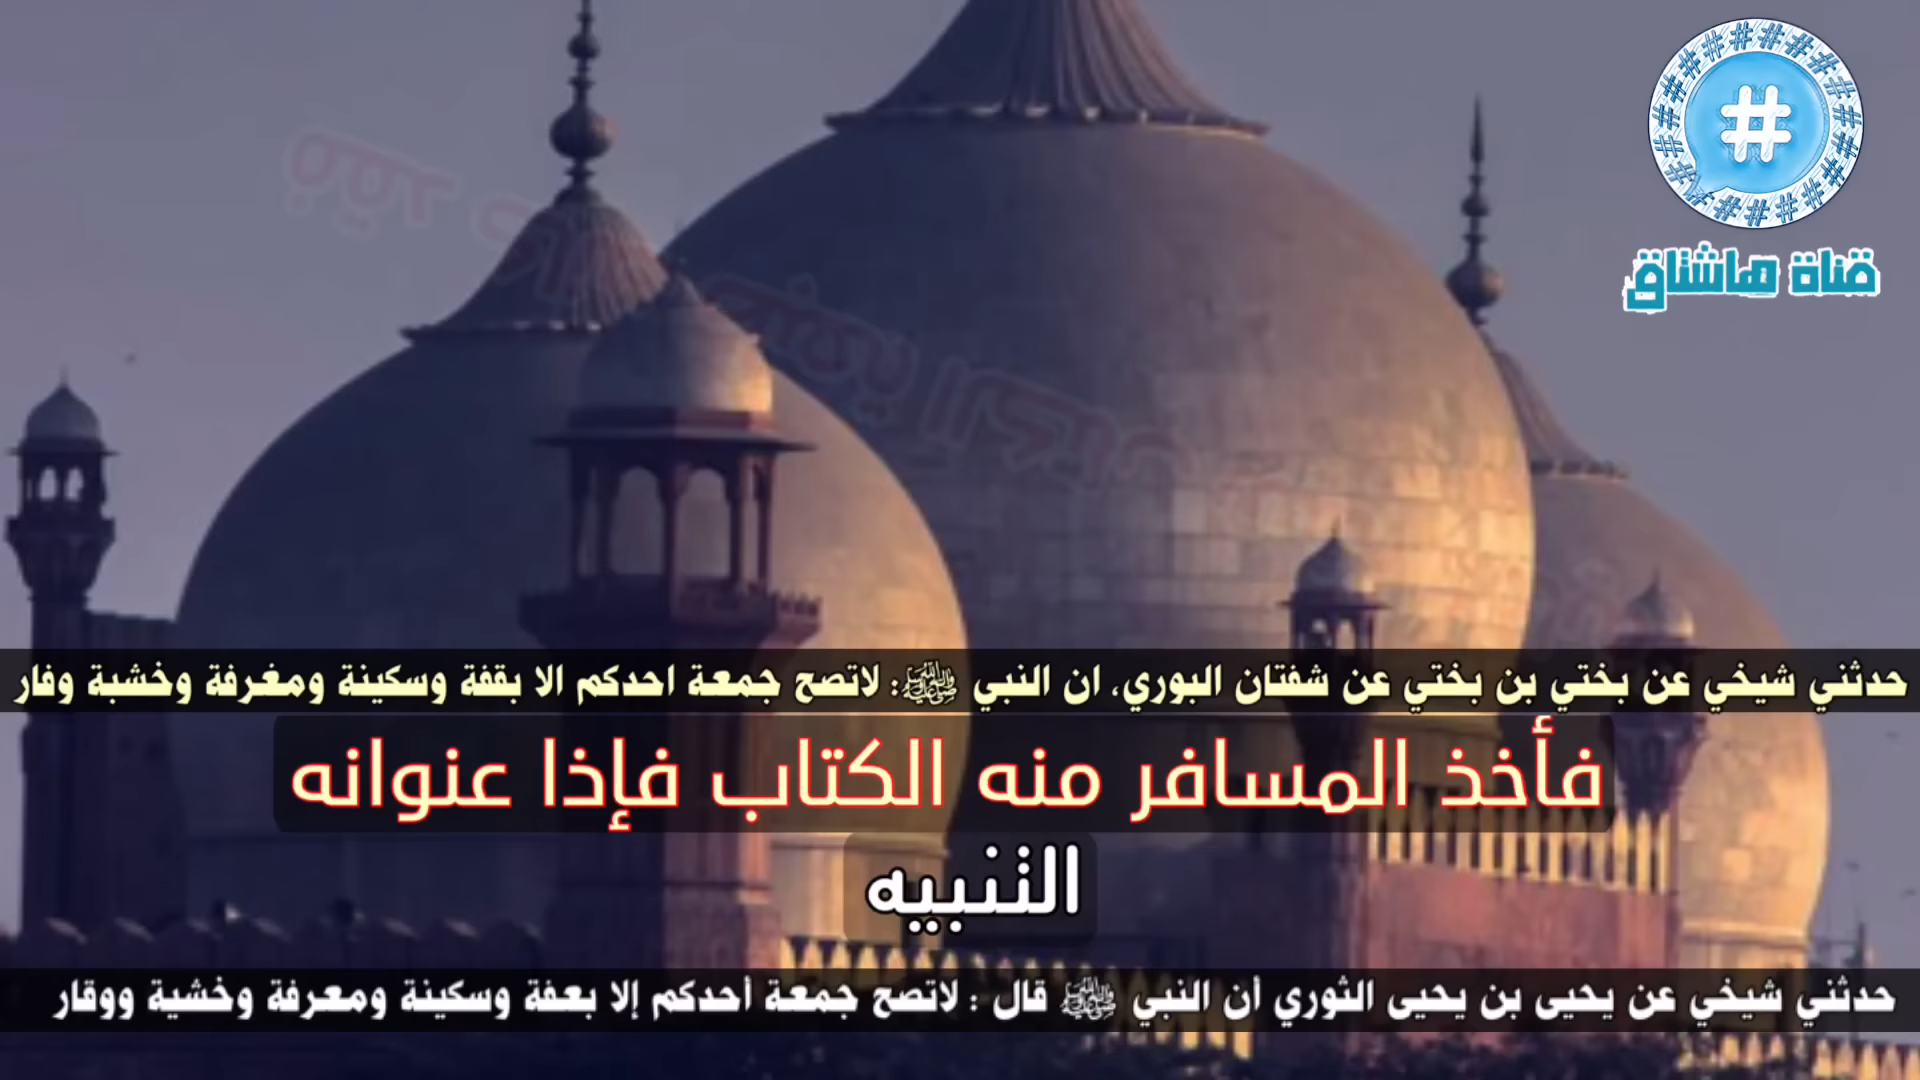 قناة هاشتاق
حدثني شيخي عن بختي بن بختي عن شفتان البوري، ان النبي ﷺ: لاتصح جمعة احدكم الا بقفة وسكينة ومغرفة وخشبة وفار
فأخذ المسافر منه الكتاب فإذا عنوانه
التنبيه
حدثني شيخي عن يحيى بن يحيى الثوري أن النبي ﷺ قال : لاتصح جمعة أحدكم إلا بعفة وسكينة ومعرفة وخشية ووقار